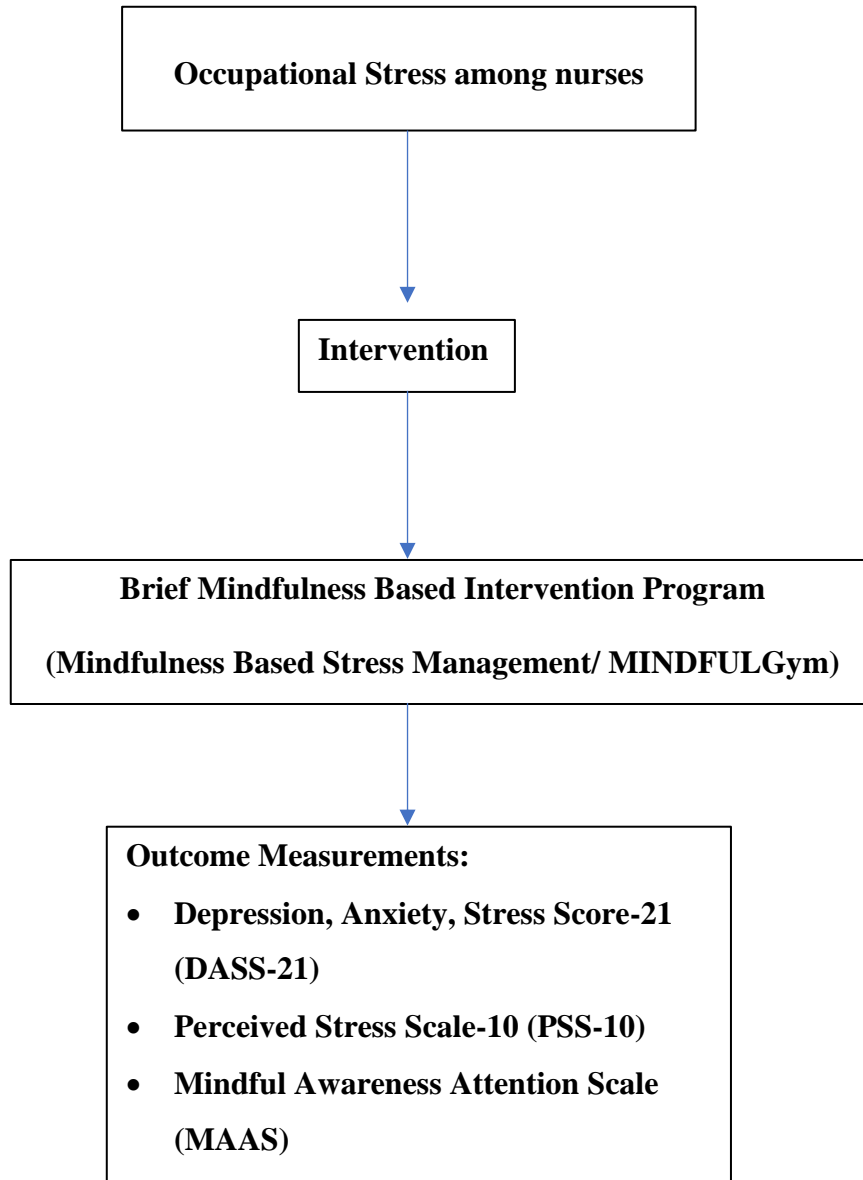 Occupational Stress among nurses
Intervention
Brief Mindfulness Based Intervention Program
(Mindfulness Based Stress Management/ MINDFULGym)
Outcome Measurements:
• Depression, Anxiety, Stress Score-21
(DASS-21)
• Perceived Stress Scale-10 (PSS-10)
• Mindful Awareness Attention Scale
(MAAS)